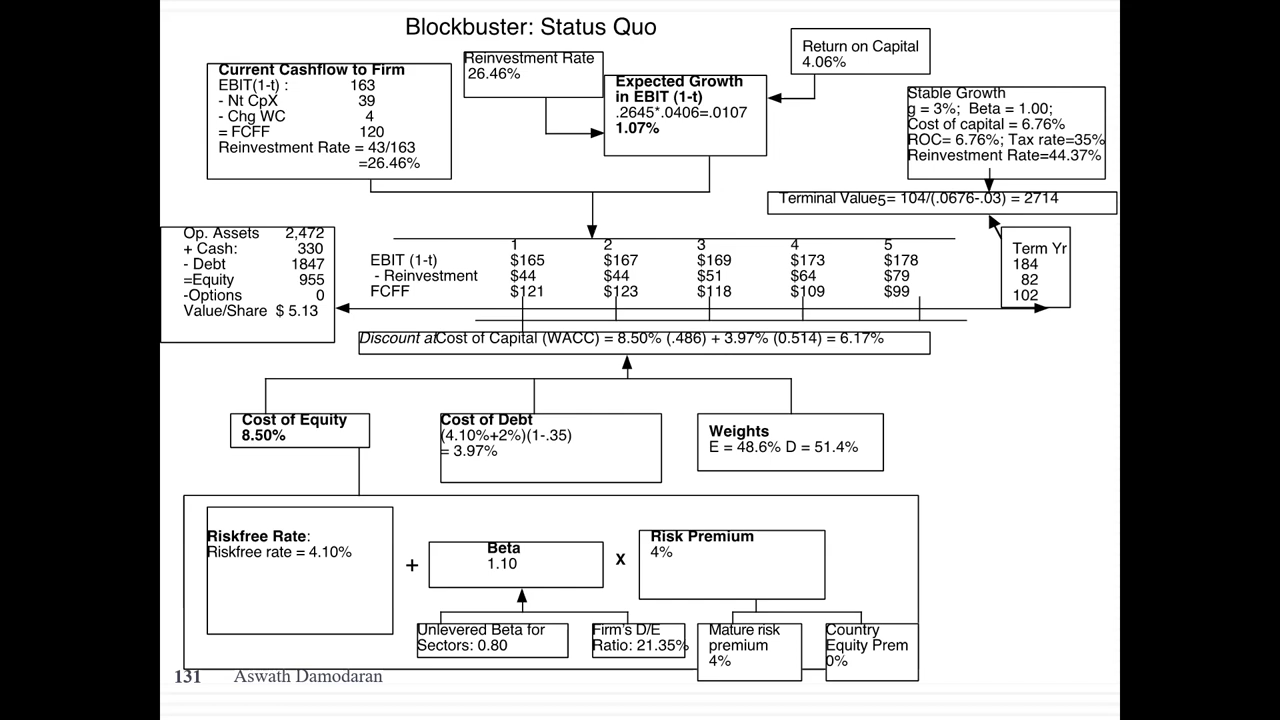 Blockbuster: Status Quo
Current Cashflow to Firm
EBIT(1-t) : 163
- Nt CpX 39
- Chg WC 4
= FCFF 120
Reinvestment Rate = 43/163
=26.46%
Reinvestment Rate
26.46%
Expected Growth
in EBIT (1-t)
.2645*.0406=.0107
1.07%
Return on Capital
4.06%
Stable Growth
g = 3%; Beta = 1.00;
Cost of capital = 6.76%
ROC= 6.76%; Tax rate=35%
Reinvestment Rate=44.37%
Terminal Value5= 104/(.0676-.03) = 2714
Op. Assets 2,472
+ Cash: 330
- Debt 1847
=Equity 955
-Options 0
Value/Share $ 5.13
1 2 3 4 5
EBIT (1-t) $165 $167 $169 $173 $178
- Reinvestment $44 $44 $51 $64 $79
FCFF $121 $123 $118 $109 $99
Term Yr
184
82
102
Discount at Cost of Capital (WACC) = 8.50% (.486) + 3.97% (0.514) = 6.17%
Cost of Equity
8.50%
Cost of Debt
(4.10%+2%)(1-.35)
= 3.97%
Weights
E = 48.6% D = 51.4%
Riskfree Rate:
Riskfree rate = 4.10%
+
Beta
1.10
X
Risk Premium
4%
Unlevered Beta for
Sectors: 0.80
Firm's D/E
Ratio: 21.35%
Mature risk
premium
4%
Country
Equity Prem
0%
131 Aswath Damodaran